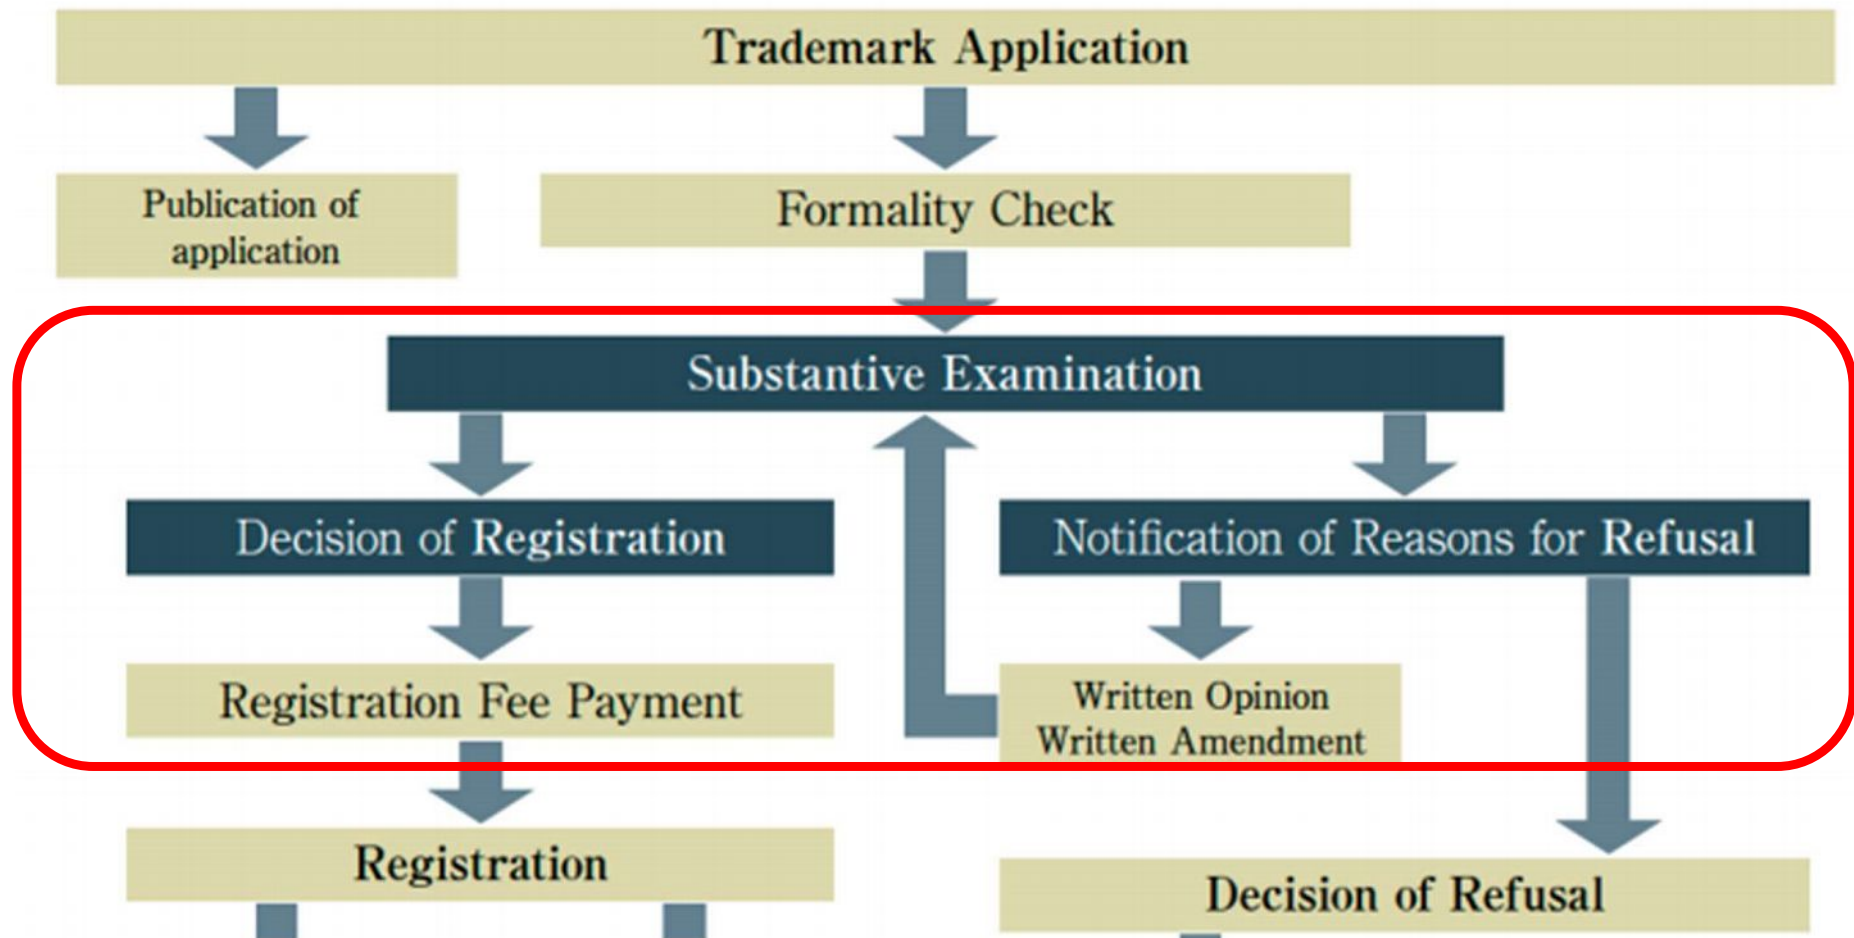 Trademark Application
Publication of
application
Formality Check
Substantive Examination
Decision of Registration
Notification of Reasons for Refusal
Registration Fee Payment
Written Opinion
Written Amendment
Registration
Decision of Refusal